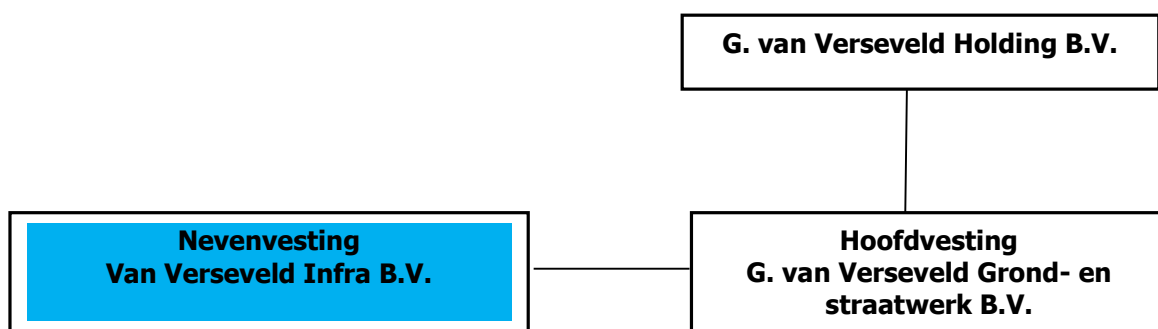 G. van Verseveld Holding B.V.
Nevenvesting
Van Verseveld Infra B.V.
Hoofdvesting
G. van Verseveld Grond- en
straatwerk B.V.